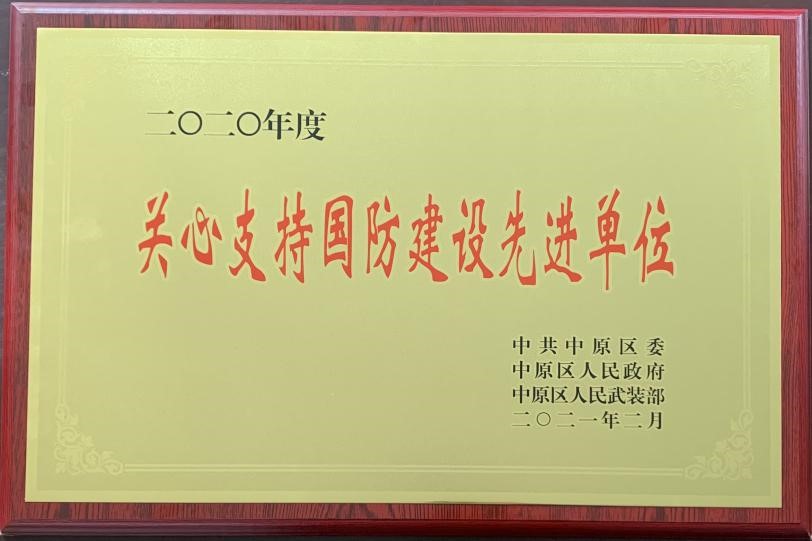 二〇二〇年度
关心支持国防建设先进单位
中共中原区委
中原区人民政府
中原区人民武装部
二〇二一年二月